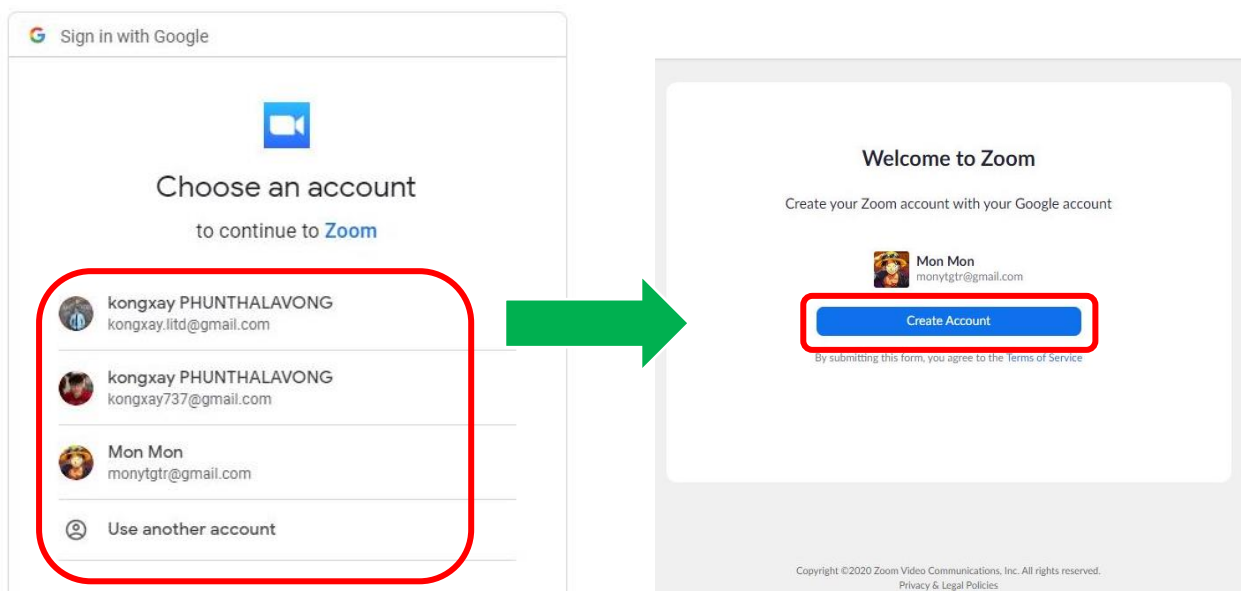 Sign in with Google
Choose an account
to continue to Zoom
kongxay PHUNTHALAVONG
kongxay.litd@gmail.com
kongxay PHUNTHALAVONG
kongxay737@gmail.com
Mon Mon
monytgtr@gmail.com
Use another account
Welcome to Zoom
Create your Zoom account with your Google account
Mon Mon
monytgtr@gmail.com
Create Account
By submitting this form, you agree to the Terms of Service
Copyright ©2020 Zoom Video Communications, Inc. All rights reserved.
Privacy & Legal Policies